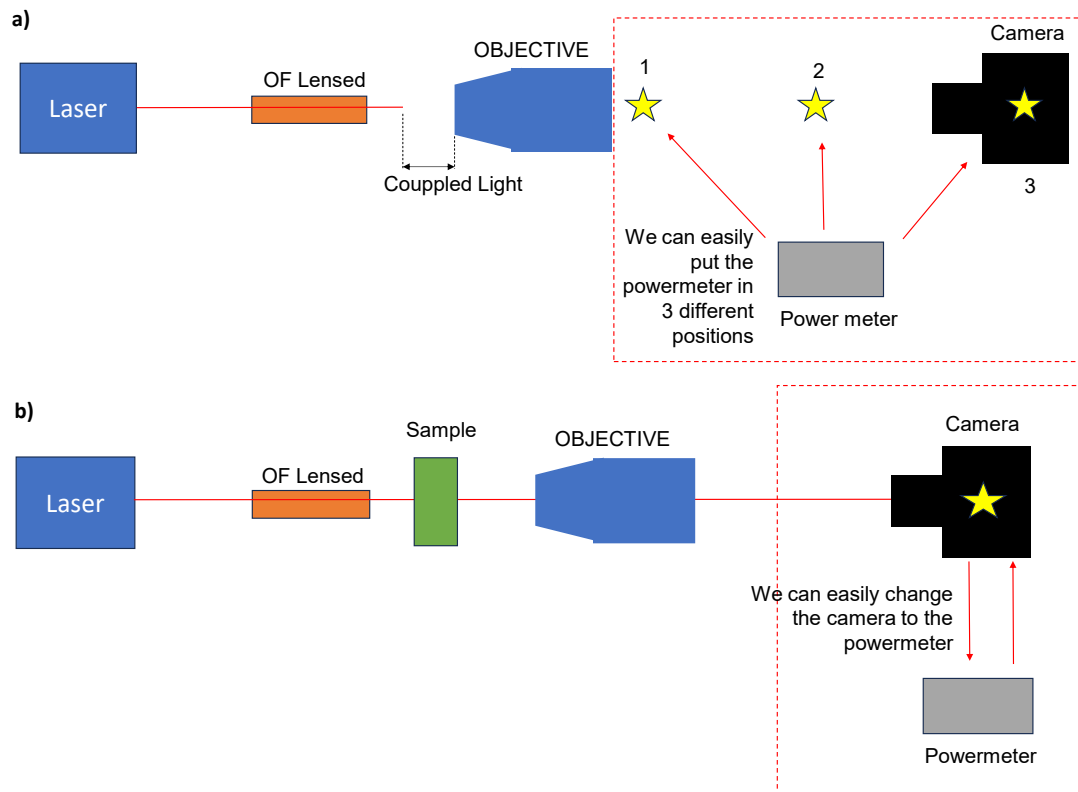 a)
Laser
OF Lensed
OBJECTIVE
Couppled Light
1
2
Camera
3
We can easily
put the
powermeter in
3 different
positions
Power meter
b)
Laser
OF Lensed
Sample
OBJECTIVE
Camera
We can easily change
the camera to the
powermeter
Powermeter